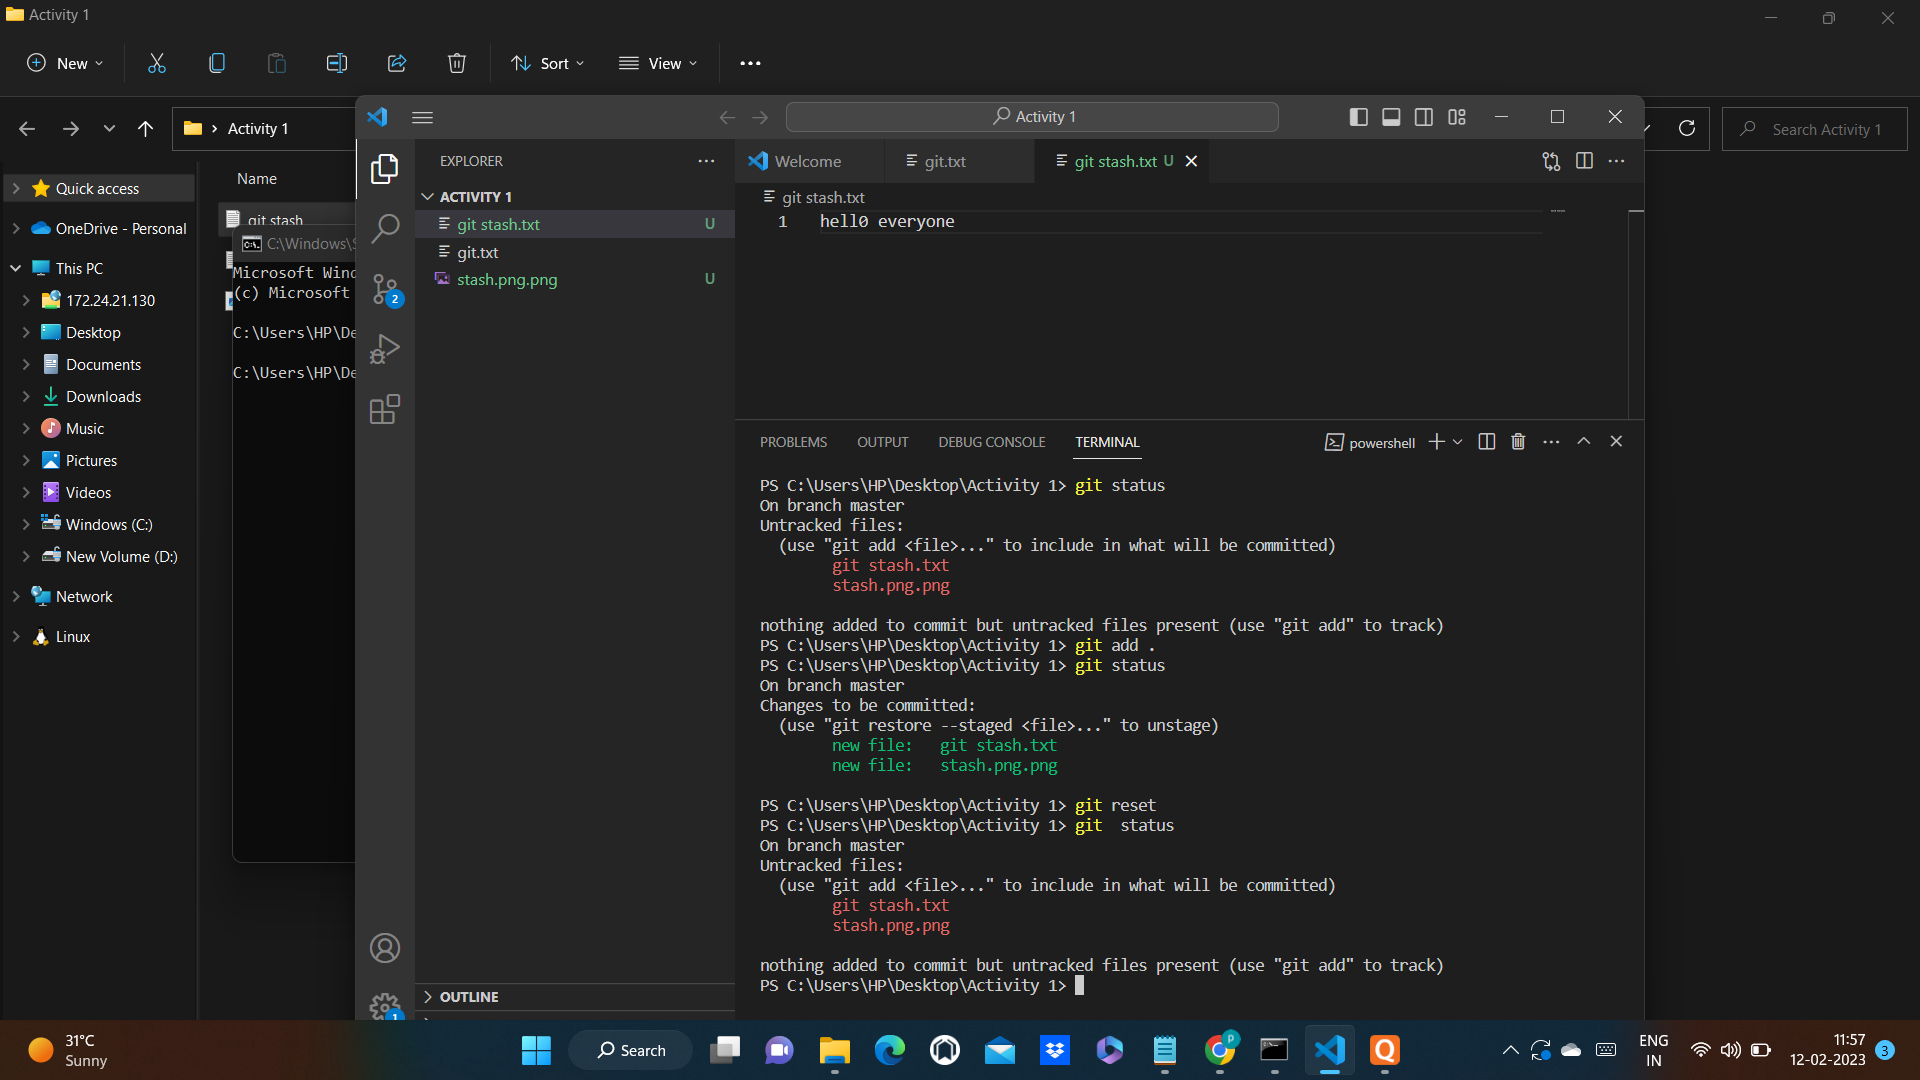 Activity 1
New
Sort
View
Activity 1
Search Activity 1
Quick access
OneDrive - Personal
This PC
172.24.21.130
Desktop
Documents
Downloads
Music
Pictures
Videos
Windows (C:)
New Volume (D:)
Network
Linux
Name
git stash
C:\Windows\S
Microsoft Wind
(c) Microsoft
C:\Users\HP\De
C:\Users\HP\De
Activity 1
EXPLORER
ACTIVITY 1
git stash.txt U
git.txt
stash.png.png U
2
OUTLINE
1
Welcome
git.txt
git stash.txt U
git stash.txt
1 hell0 everyone
PROBLEMS OUTPUT DEBUG CONSOLE TERMINAL
powershell
PS C:\Users\HP\Desktop\Activity 1> git status
On branch master
Untracked files:
(use "git add <file>..." to include in what will be committed)
git stash.txt
stash.png.png
nothing added to commit but untracked files present (use "git add" to track)
PS C:\Users\HP\Desktop\Activity 1> git add .
PS C:\Users\HP\Desktop\Activity 1> git status
On branch master
Changes to be committed:
(use "git restore --staged <file>..." to unstage)
new file:   git stash.txt
new file:   stash.png.png
PS C:\Users\HP\Desktop\Activity 1> git reset
PS C:\Users\HP\Desktop\Activity 1> git  status
On branch master
Untracked files:
(use "git add <file>..." to include in what will be committed)
git stash.txt
stash.png.png
nothing added to commit but untracked files present (use "git add" to track)
PS C:\Users\HP\Desktop\Activity 1>
31°C
Sunny
Search
P
Q
ENG
IN
11:57
12-02-2023
3